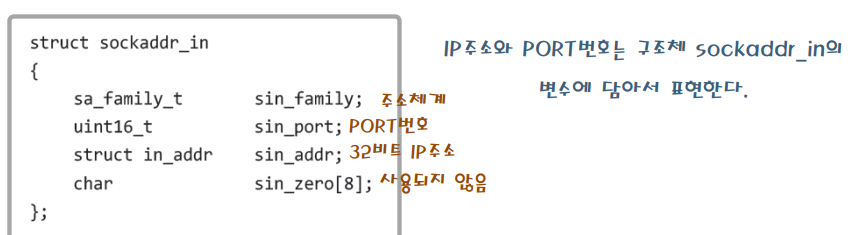 struct sockaddr_in
{
sa_family_t sin_family; 주소체계
uint16_t sin_port; PORT번호
struct in_addr sin_addr; 32비트 IP주소
char sin_zero[8]; 사용되지 않음
};
IP주소와 PORT번호는 구조체 sockaddr_in의
변수에 담아서 표현한다.